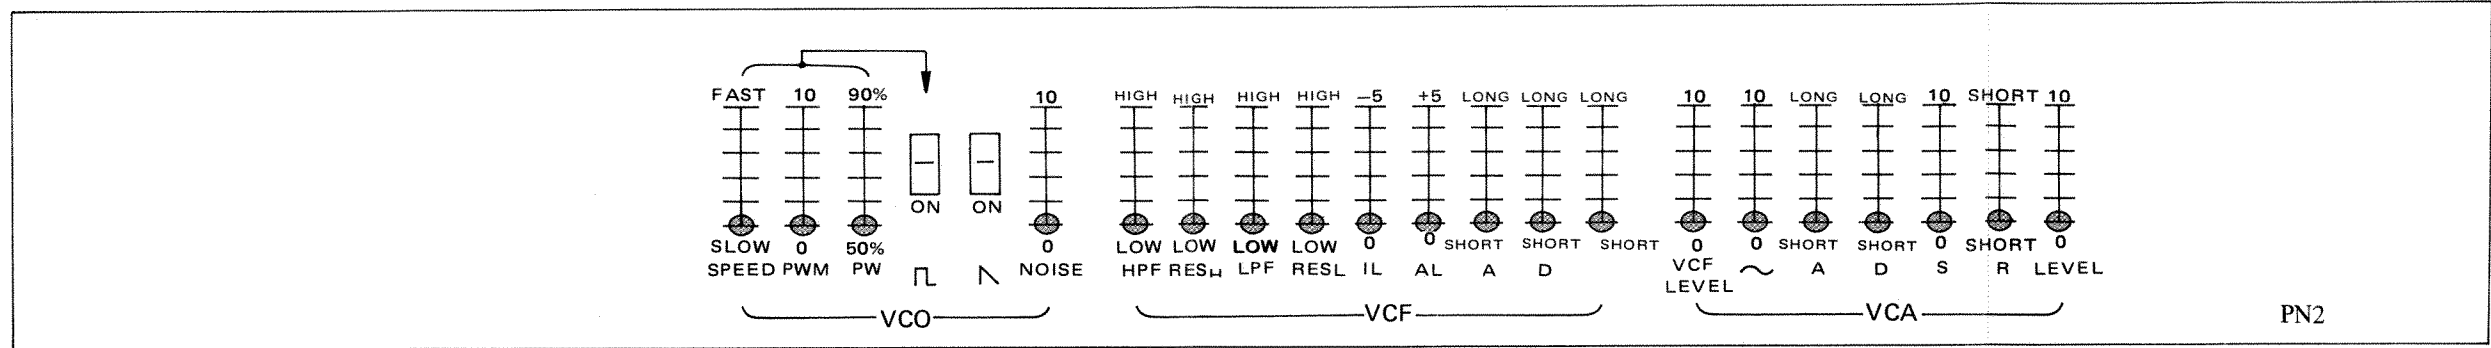 FAST 10 90% 10 HIGH HIGH HIGH HIGH −5 +5 LONG LONG LONG 10 10 LONG LONG 10 SHORT 10
ON ON
SLOW 0 50% 0 LOW LOW LOW LOW 0 0 SHORT SHORT SHORT 0 0 SHORT SHORT 0 SHORT 0
SPEED PWM PW NOISE HPF RESH LPF RESL IL AL A D VCF A D S R LEVEL
LEVEL
VCO VCF VCA
PN2